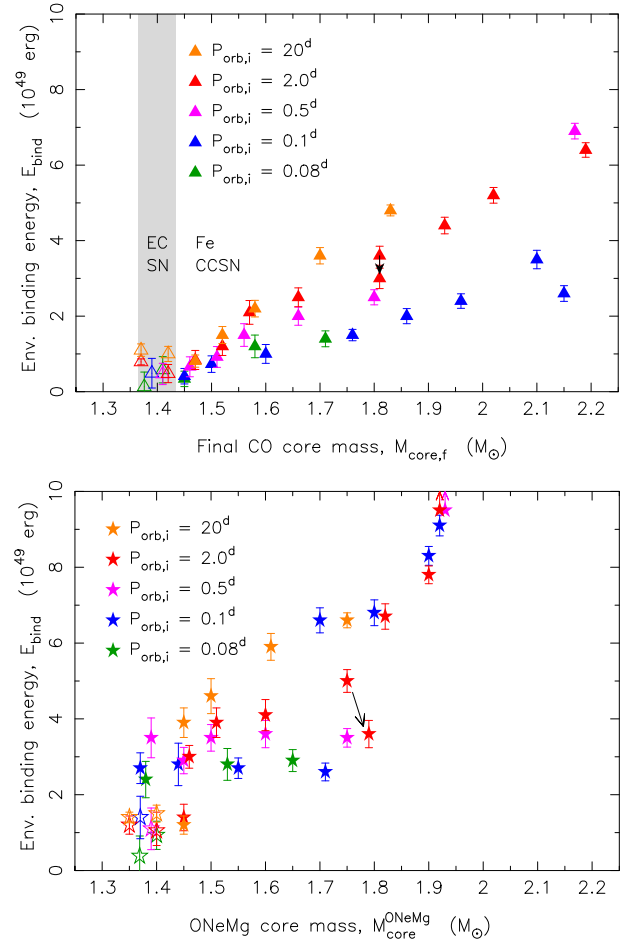 10
8
6
4
2
0
Env. binding energy, E_bind (10^49 erg)
P_orb,i = 20^d
P_orb,i = 2.0^d
P_orb,i = 0.5^d
P_orb,i = 0.1^d
P_orb,i = 0.08^d
EC Fe
SN CCSN
1.3 1.4 1.5 1.6 1.7 1.8 1.9 2 2.1 2.2
Final CO core mass, M_core,f (M_⊙)
10
8
6
4
2
0
Env. binding energy, E_bind (10^49 erg)
P_orb,i = 20^d
P_orb,i = 2.0^d
P_orb,i = 0.5^d
P_orb,i = 0.1^d
P_orb,i = 0.08^d
1.3 1.4 1.5 1.6 1.7 1.8 1.9 2 2.1 2.2
ONeMg core mass, M_core^ONeMg (M_⊙)